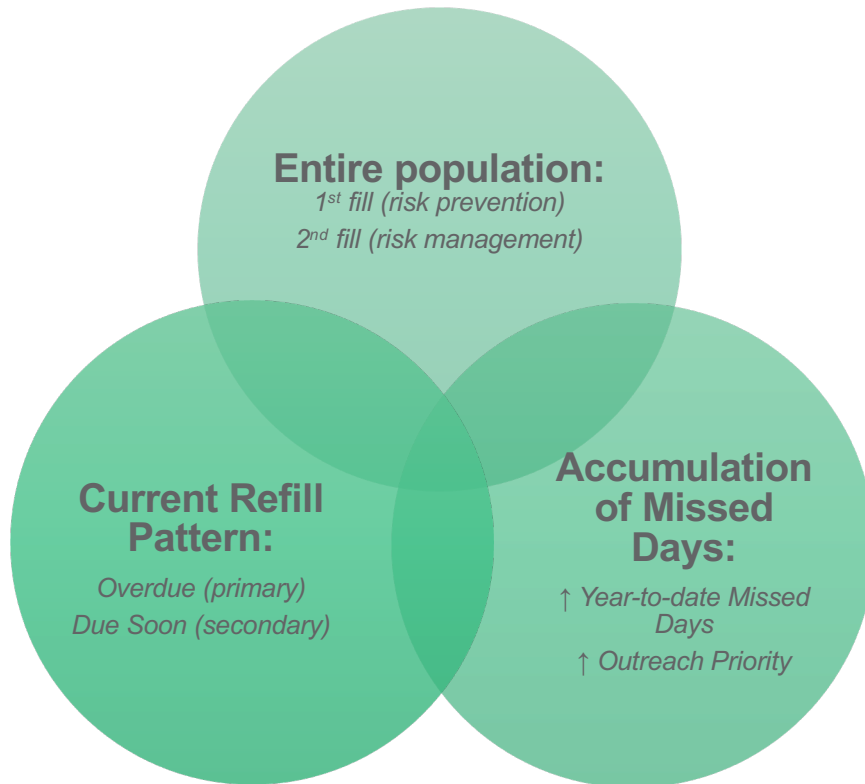 Entire population:
1st fill (risk prevention)
2nd fill (risk management)
Current Refill
Pattern:
Overdue (primary)
Due Soon (secondary)
Accumulation
of Missed
Days:
↑ Year-to-date Missed
Days
↑ Outreach Priority